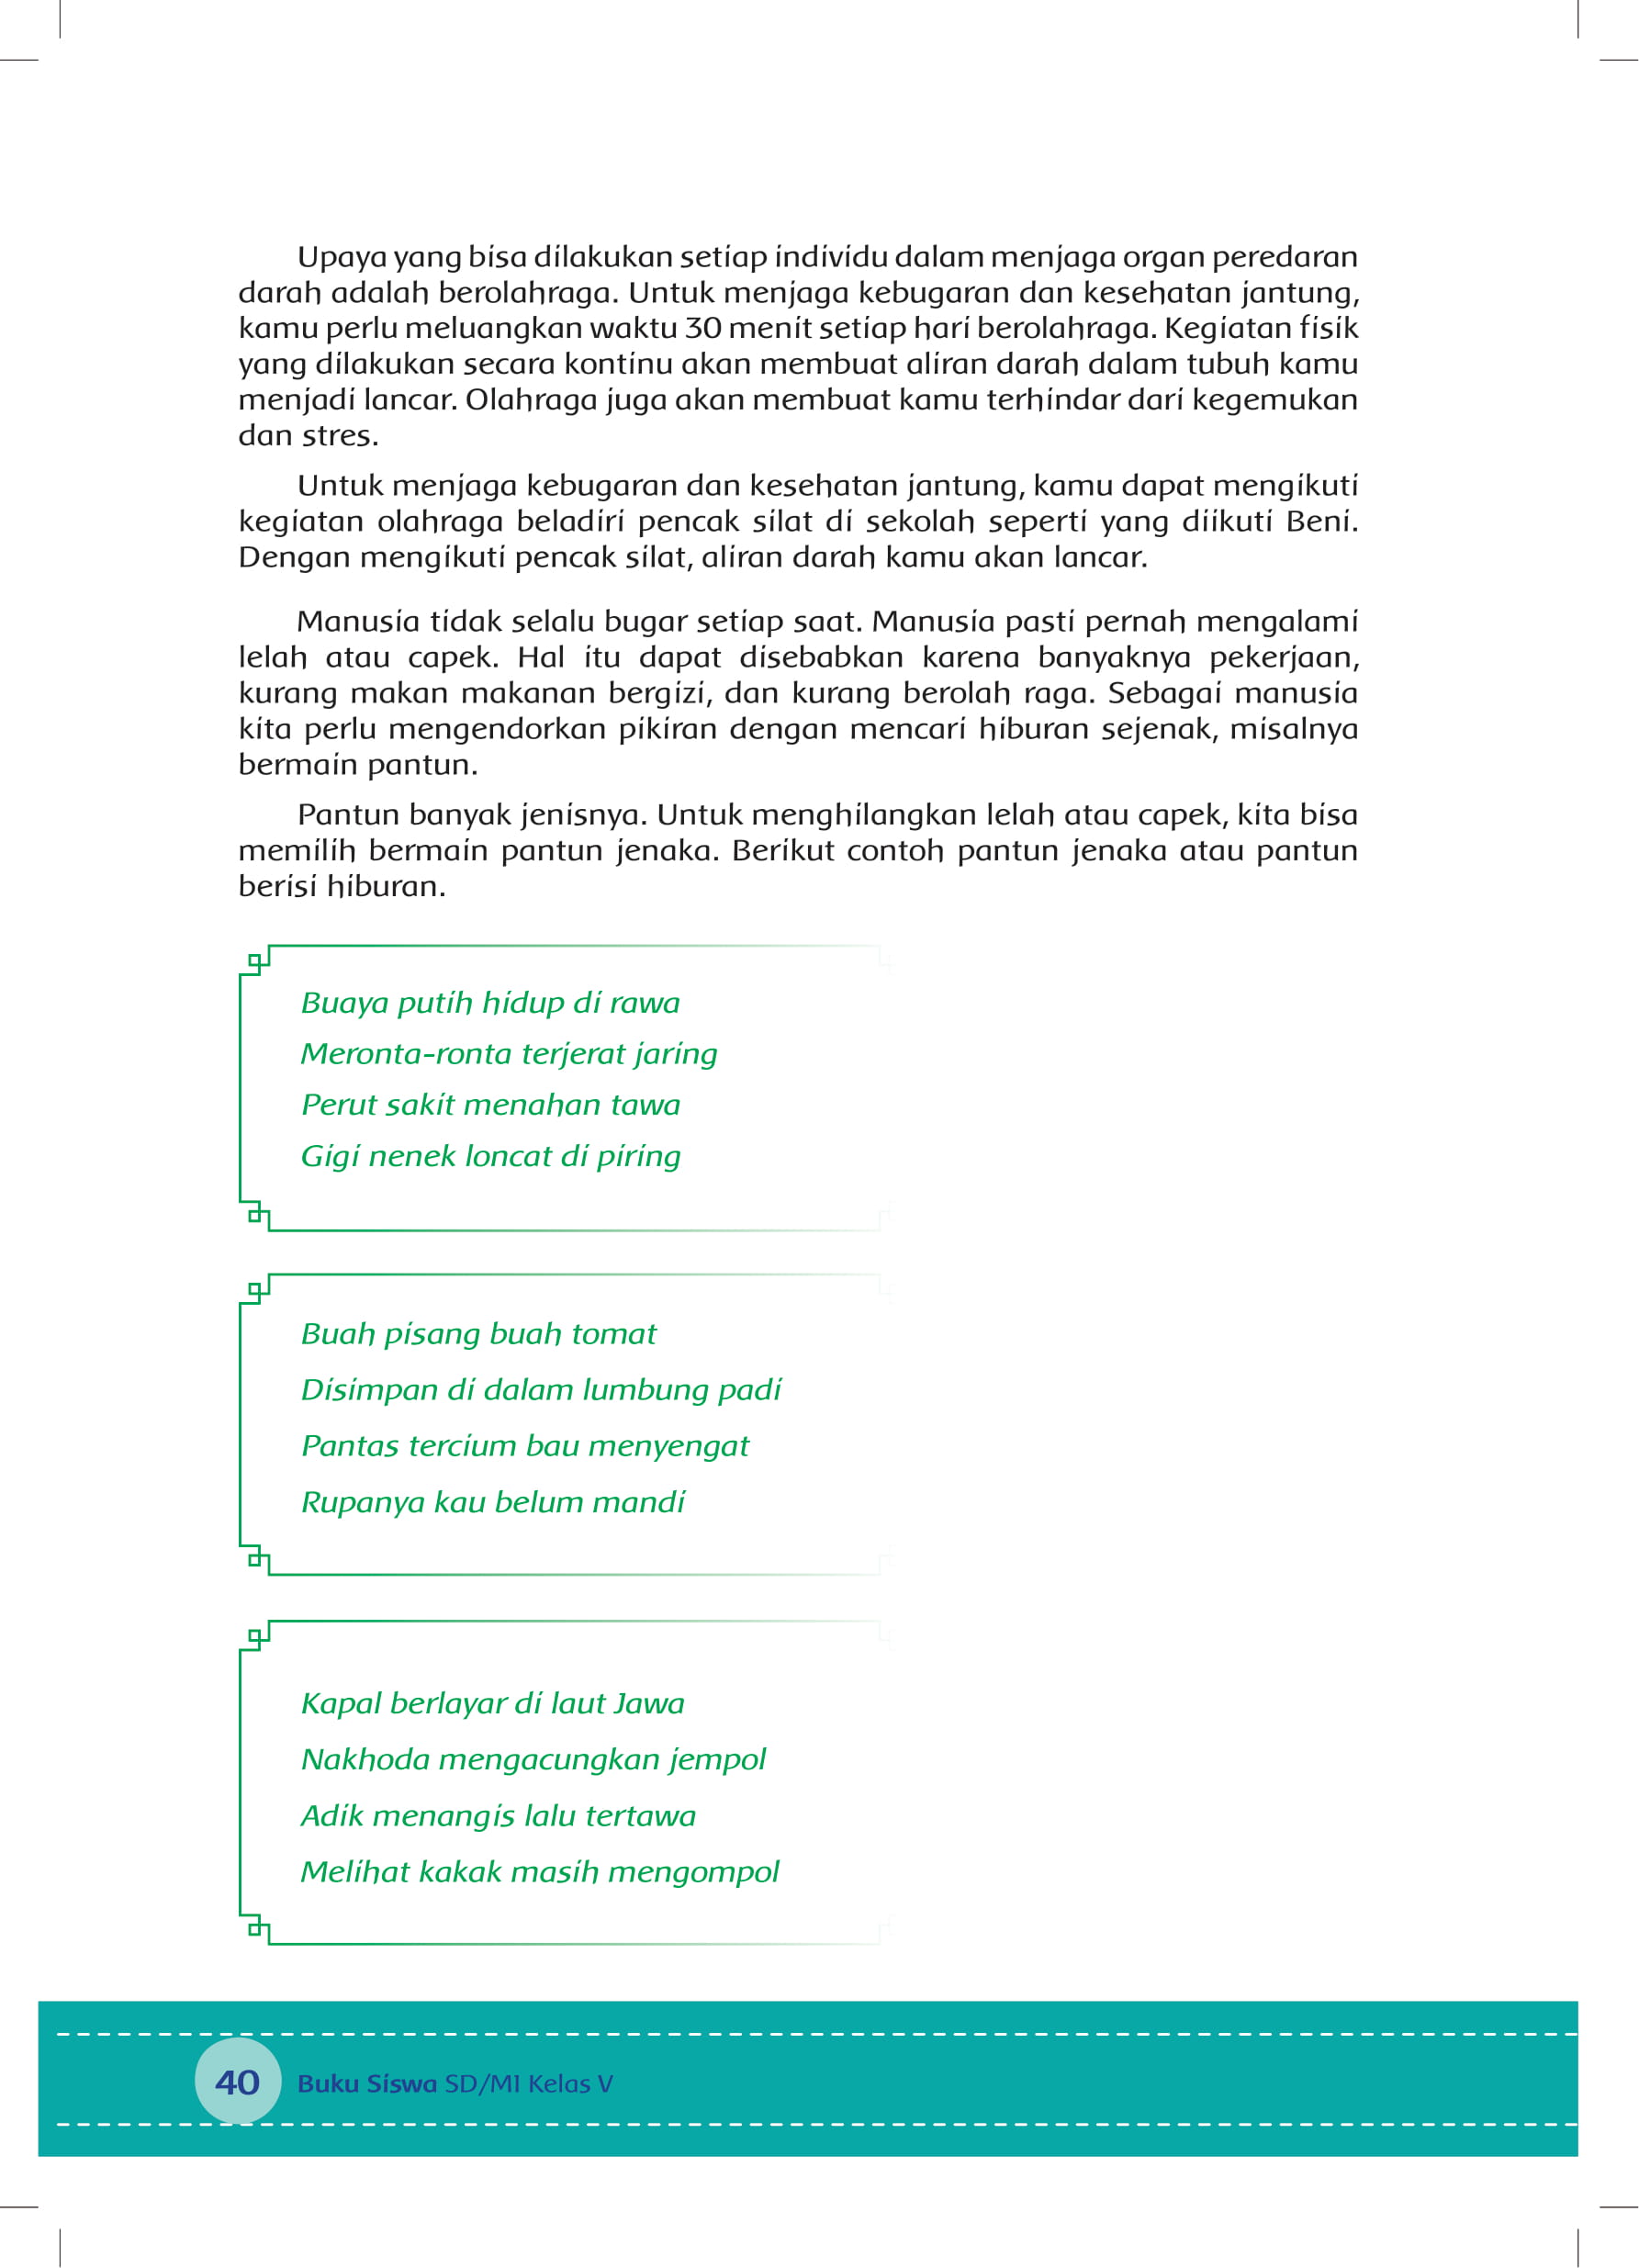 Upaya yang bisa dilakukan setiap individu dalam menjaga organ peredaran
darah adalah berolahraga. Untuk menjaga kebugaran dan kesehatan jantung,
kamu perlu meluangkan waktu 30 menit setiap hari berolahraga. Kegiatan fisik
yang dilakukan secara kontinu akan membuat aliran darah dalam tubuh kamu
menjadi lancar. Olahraga juga akan membuat kamu terhindar dari kegemukan
dan stres.
Untuk menjaga kebugaran dan kesehatan jantung, kamu dapat mengikuti
kegiatan olahraga beladiri pencak silat di sekolah seperti yang diikuti Beni.
Dengan mengikuti pencak silat, aliran darah kamu akan lancar.
Manusia tidak selalu bugar setiap saat. Manusia pasti pernah mengalami
lelah atau capek. Hal itu dapat disebabkan karena banyaknya pekerjaan,
kurang makan makanan bergizi, dan kurang berolah raga. Sebagai manusia
kita perlu mengendorkan pikiran dengan mencari hiburan sejenak, misalnya
bermain pantun.
Pantun banyak jenisnya. Untuk menghilangkan lelah atau capek, kita bisa
memilih bermain pantun jenaka. Berikut contoh pantun jenaka atau pantun
berisi hiburan.
Buaya putih hidup di rawa
Meronta-ronta terjerat jaring
Perut sakit menahan tawa
Gigi nenek loncat di piring
Buah pisang buah tomat
Disimpan di dalam lumbung padi
Pantas tercium bau menyengat
Rupanya kau belum mandi
Kapal berlayar di laut Jawa
Nakhoda mengacungkan jempol
Adik menangis lalu tertawa
Melihat kakak masih mengompol
40 Buku Siswa SD/MI Kelas V